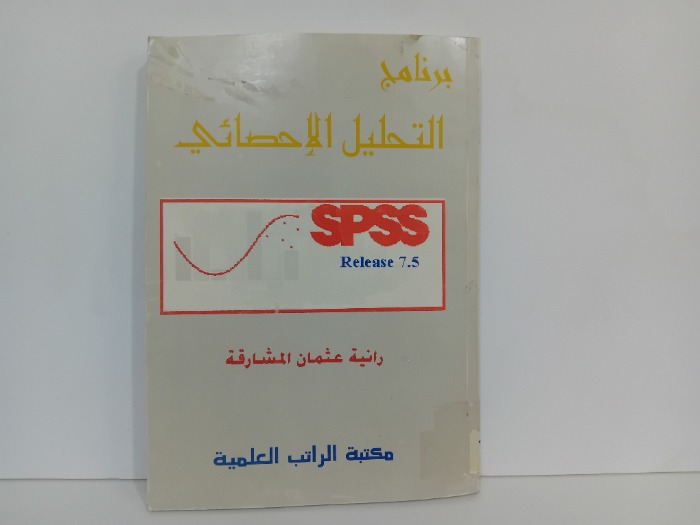 برنامج
التحليل الإحصائي
SPSS
Release 7.5
رانية عثمان المشارقة
مكتبة الراتب العلمية